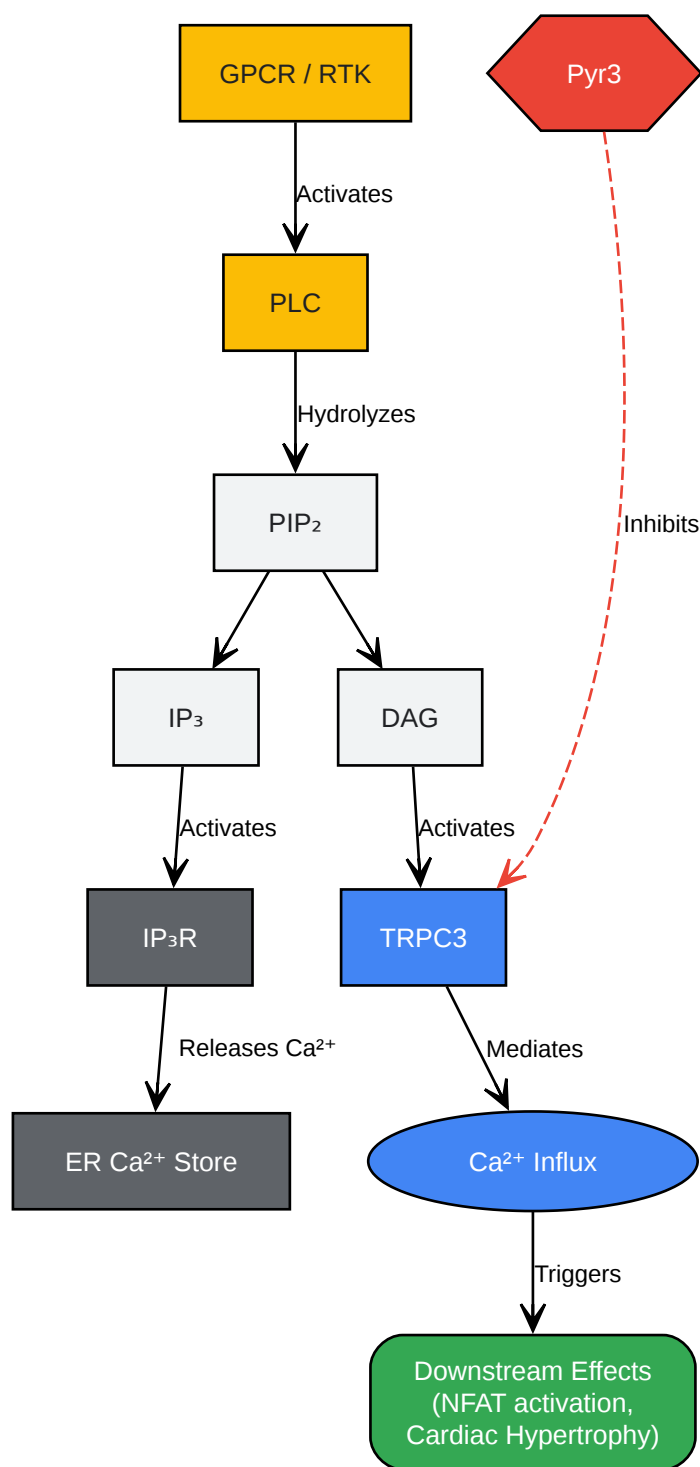 GPCR / RTK
Pyr3
Activates
PLC
Hydrolyzes
PIP₂
Inhibits
IP₃
DAG
Activates
Activates
IP₃R
TRPC3
Releases Ca²⁺
Mediates
ER Ca²⁺ Store
Ca²⁺ Influx
Triggers
Downstream Effects
(NFAT activation,
Cardiac Hypertrophy)